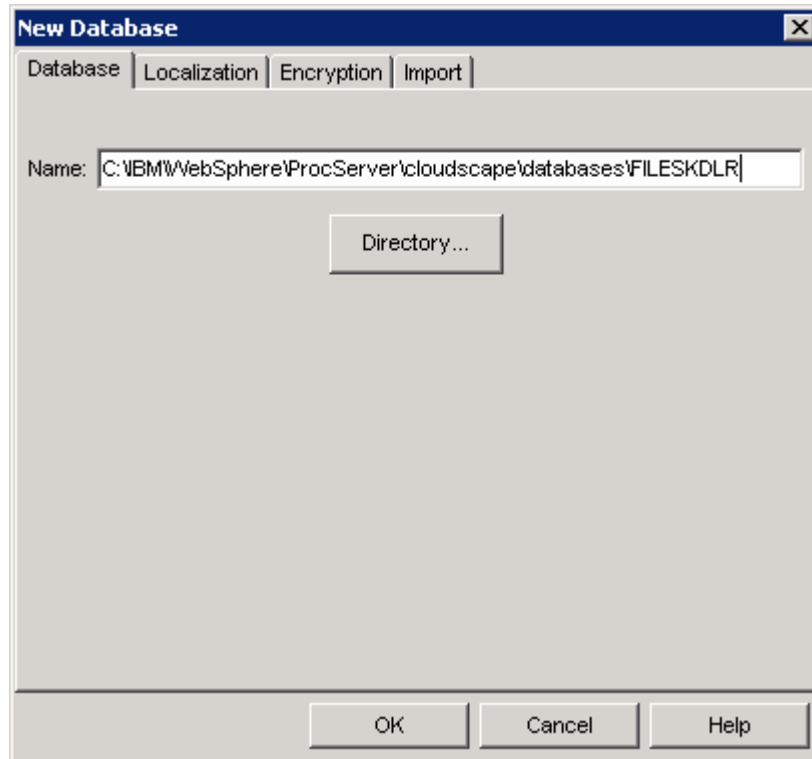 New Database
Database Localization Encryption Import
Name: C:\IBM\WebSphere\ProcServer\cloudscape\databases\FILESKDLR
Directory...
OK Cancel Help